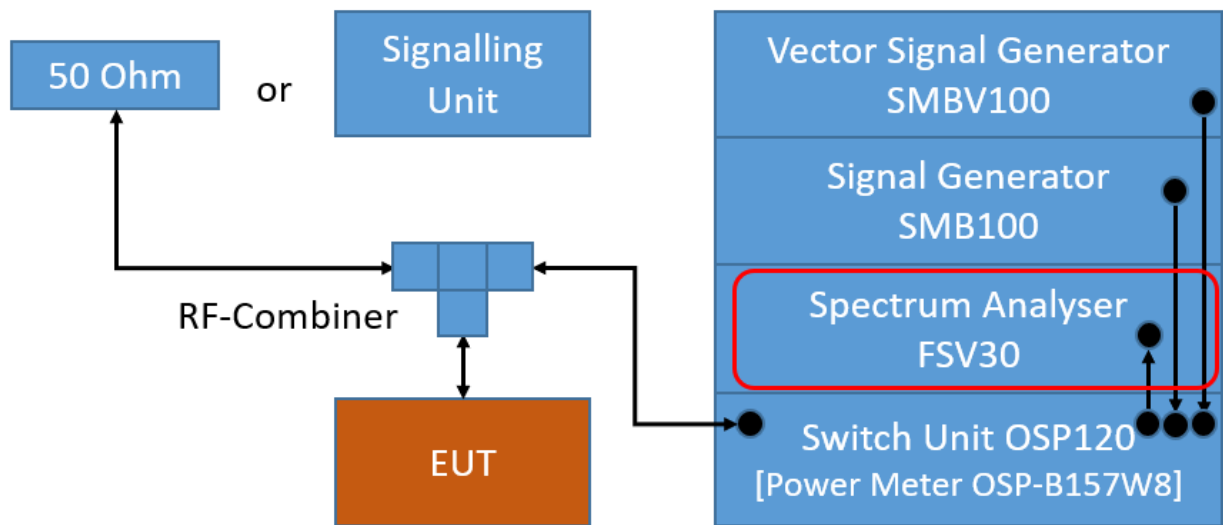 50 Ohm
or
Signalling
Unit
Vector Signal Generator
SMBV100
Signal Generator
SMB100
RF-Combiner
Spectrum Analyser
FSV30
EUT
Switch Unit OSP120
[Power Meter OSP-B157W8]